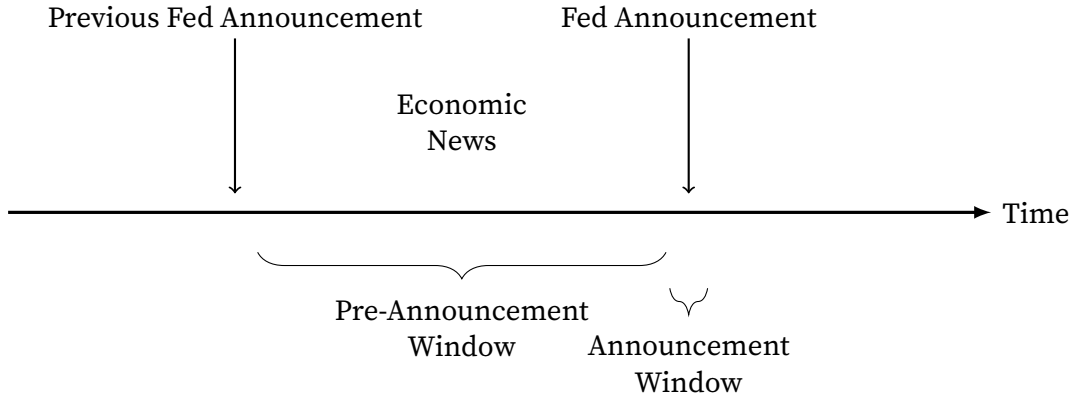 Previous Fed Announcement
Fed Announcement
Economic
News
Time
Pre-Announcement
Window
Announcement
Window